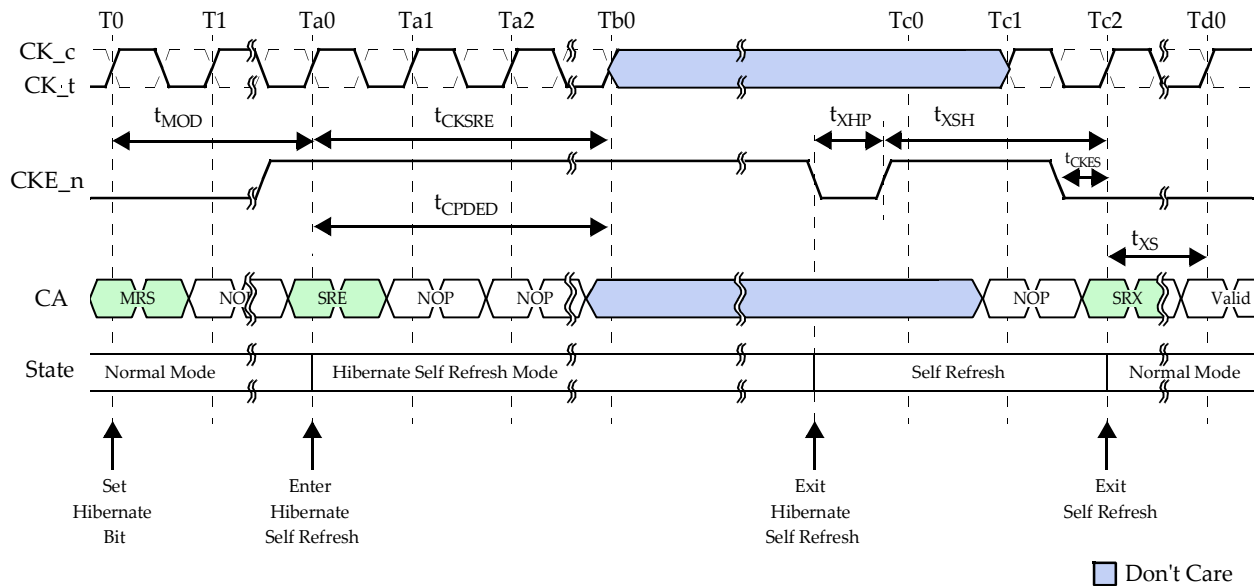 T0 T1 Ta0 Ta1 Ta2 Tb0 Tc0 Tc1 Tc2 Td0
CK_c
CK_t
tMOD tCKSRE tXHP tXSH
CKE_n tCKES
tCPDED
tXS
CA MRS NOP SRE NOP NOP NOP SRX Valid
State Normal Mode Hibernate Self Refresh Mode Self Refresh Normal Mode
Set
Hibernate
Bit
Enter
Hibernate
Self Refresh
Exit
Hibernate
Self Refresh
Exit
Self Refresh
Don't Care